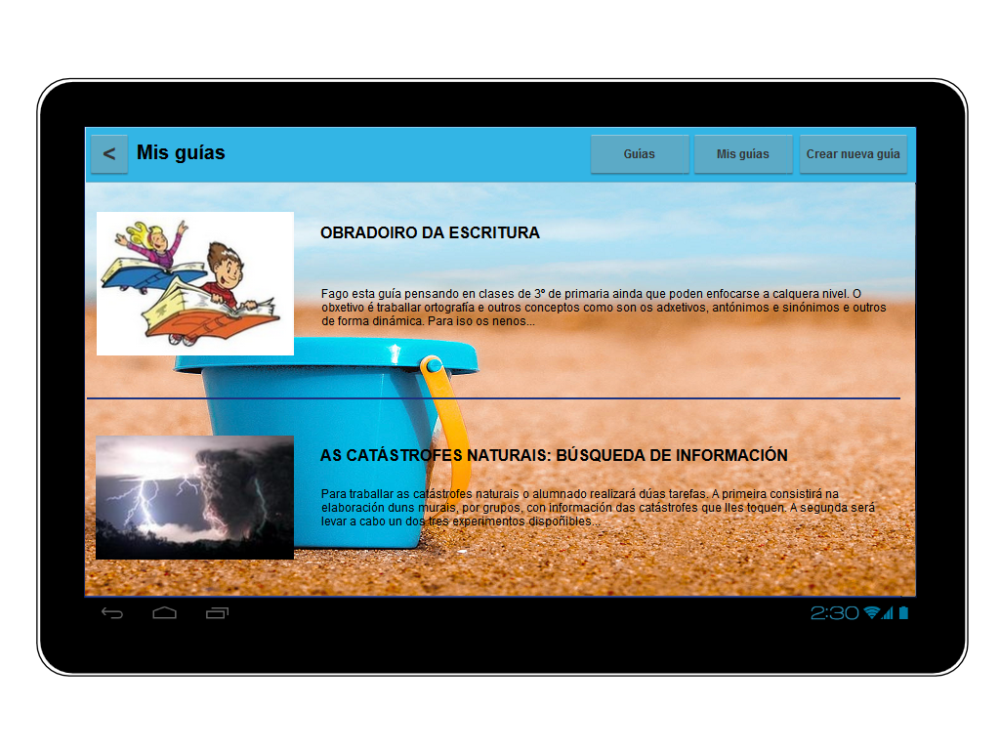 <
Mis guías
Guias
Mis guias
Crear nueva guia
OBRADOIRO DA ESCRITURA
Fago esta guía pensando en clases de 3º de primaria ainda que poden enfocarse a calquera nivel. O
obxetivo é traballar ortografía e outros conceptos como son os adxetivos, antónimos e sinónimos e outros
de forma dinámica. Para iso os nenos...
AS CATÁSTROFES NATURAIS: BÚSQUEDA DE INFORMACIÓN
Para traballar as catástrofes naturais o alumnado realizará dúas tarefas. A primeira consistirá na
elaboración duns murais, por grupos, con información das catástrofes que lles toquen. A segunda será
levar a cabo un dos tres experimentos dispoñibles...
2:30